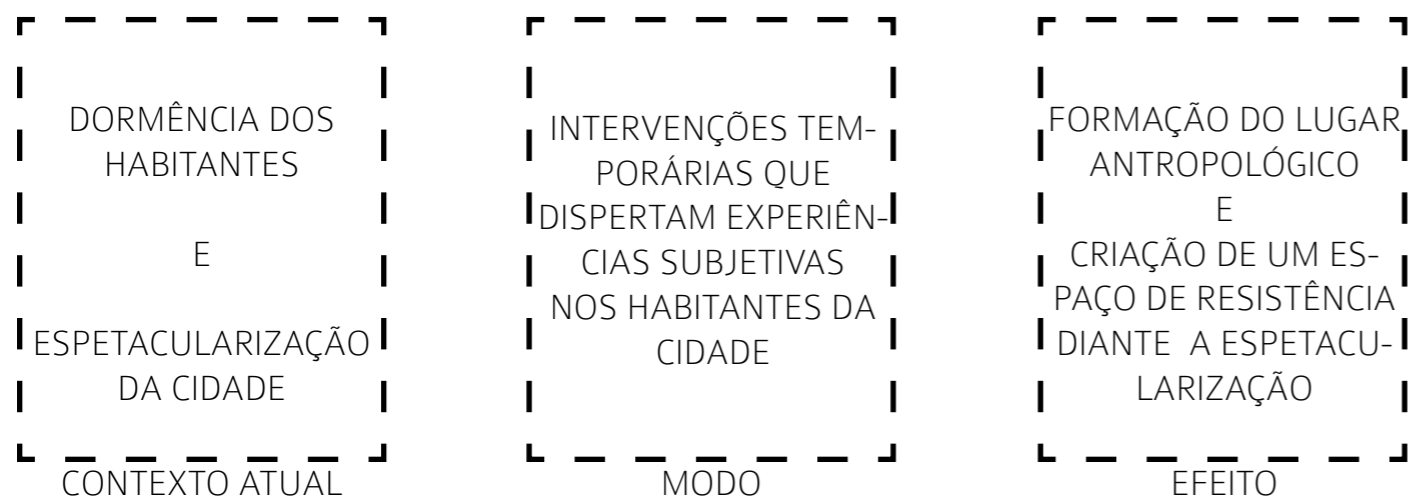 DORMÊNCIA DOS
HABITANTES
E
ESPETACULARIZAÇÃO
DA CIDADE
CONTEXTO ATUAL
INTERVENÇÕES TEM-
PORÁRIAS QUE
DISPERTAM EXPERIÊN-
CIAS SUBJETIVAS
NOS HABITANTES DA
CIDADE
MODO
FORMAÇÃO DO LUGAR
ANTROPOLÓGICO
E
CRIAÇÃO DE UM ES-
PAÇO DE RESISTÊNCIA
DIANTE  A ESPETACU-
LARIZAÇÃO
EFEITO